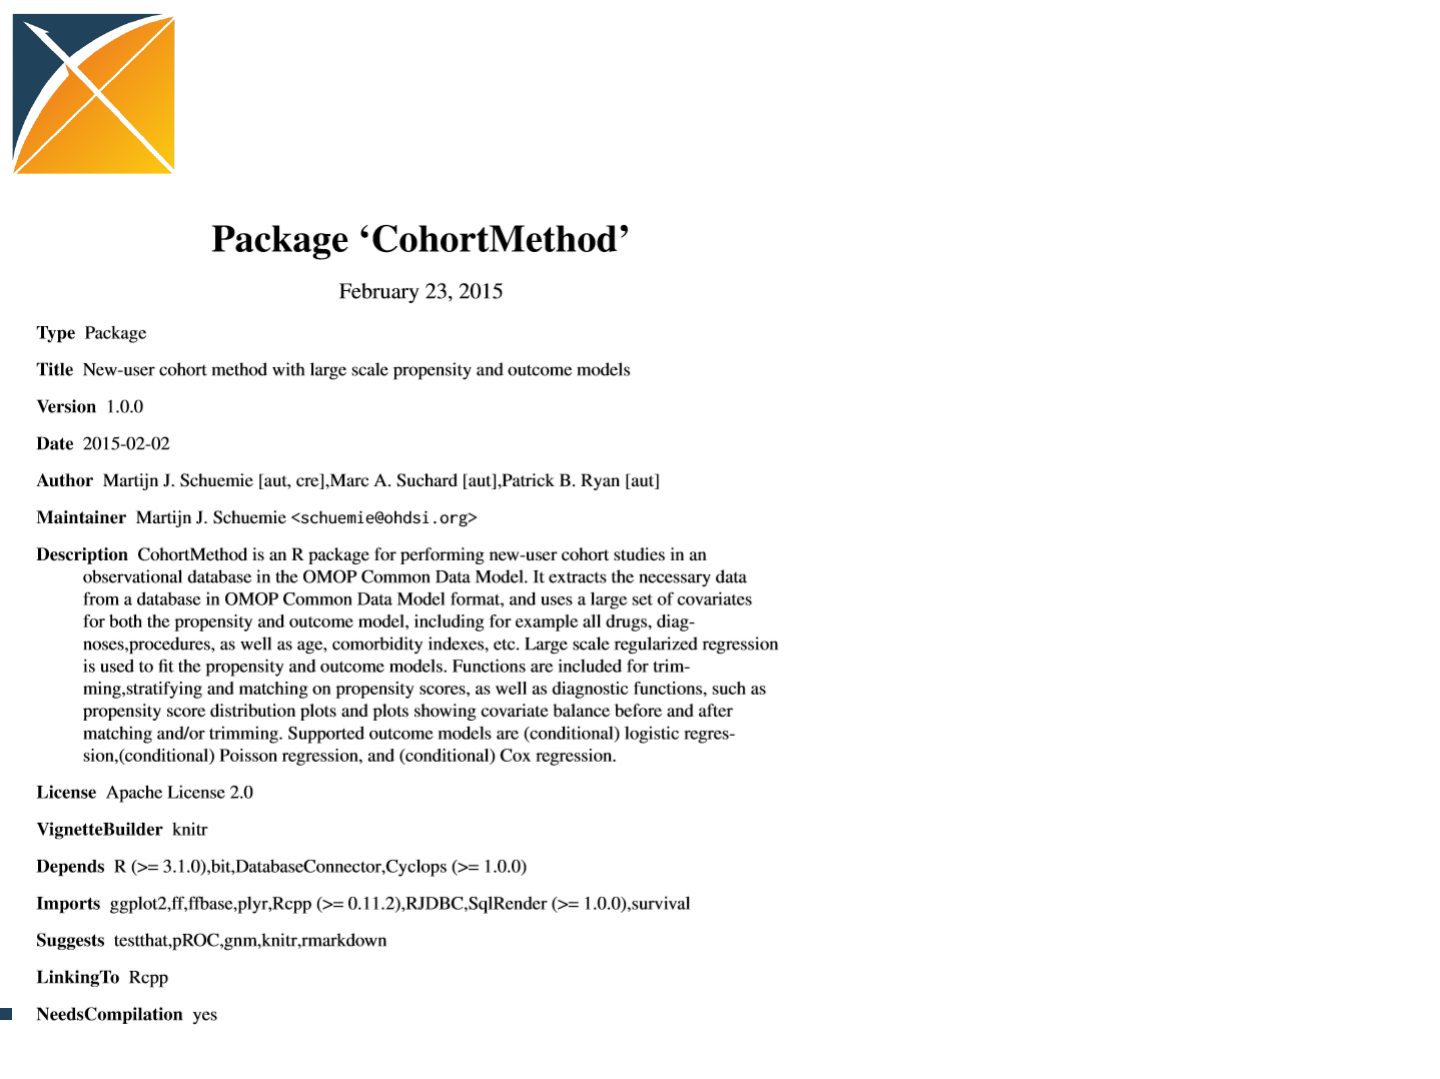 Package ‘CohortMethod’
February 23, 2015
Type Package
Title New-user cohort method with large scale propensity and outcome models
Version 1.0.0
Date 2015-02-02
Author Martijn J. Schuemie [aut, cre],Marc A. Suchard [aut],Patrick B. Ryan [aut]
Maintainer Martijn J. Schuemie <schuemie@ohdsi.org>
Description CohortMethod is an R package for performing new-user cohort studies in an
observational database in the OMOP Common Data Model. It extracts the necessary data
from a database in OMOP Common Data Model format, and uses a large set of covariates
for both the propensity and outcome model, including for example all drugs, diag-
noses,procedures, as well as age, comorbidity indexes, etc. Large scale regularized regression
is used to fit the propensity and outcome models. Functions are included for trim-
ming,stratifying and matching on propensity scores, as well as diagnostic functions, such as
propensity score distribution plots and plots showing covariate balance before and after
matching and/or trimming. Supported outcome models are (conditional) logistic regres-
sion,(conditional) Poisson regression, and (conditional) Cox regression.
License Apache License 2.0
VignetteBuilder knitr
Depends R (>= 3.1.0),bit,DatabaseConnector,Cyclops (>= 1.0.0)
Imports ggplot2,ff,ffbase,plyr,Rcpp (>= 0.11.2),RJDBC,SqlRender (>= 1.0.0),survival
Suggests testthat,pROC,gnm,knitr,rmarkdown
LinkingTo Rcpp
NeedsCompilation yes